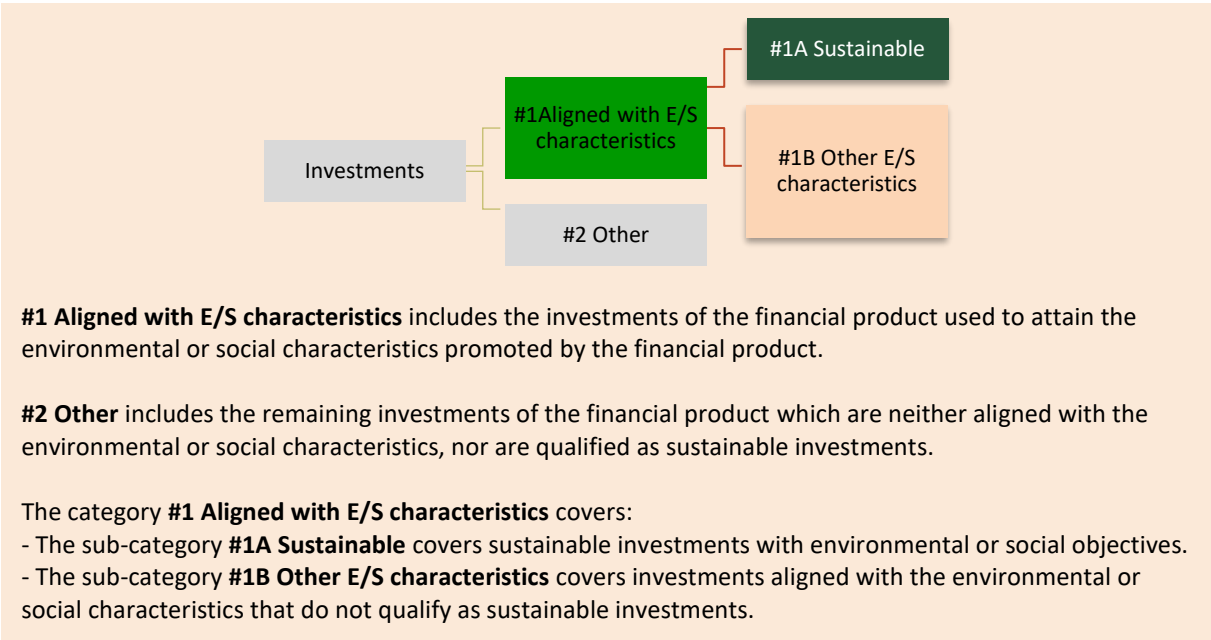 #1A Sustainable
#1Aligned with E/S
characteristics
#1B Other E/S
characteristics
Investments
#2 Other
#1 Aligned with E/S characteristics includes the investments of the financial product used to attain the
environmental or social characteristics promoted by the financial product.
#2 Other includes the remaining investments of the financial product which are neither aligned with the
environmental or social characteristics, nor are qualified as sustainable investments.
The category #1 Aligned with E/S characteristics covers:
- The sub-category #1A Sustainable covers sustainable investments with environmental or social objectives.
- The sub-category #1B Other E/S characteristics covers investments aligned with the environmental or
social characteristics that do not qualify as sustainable investments.